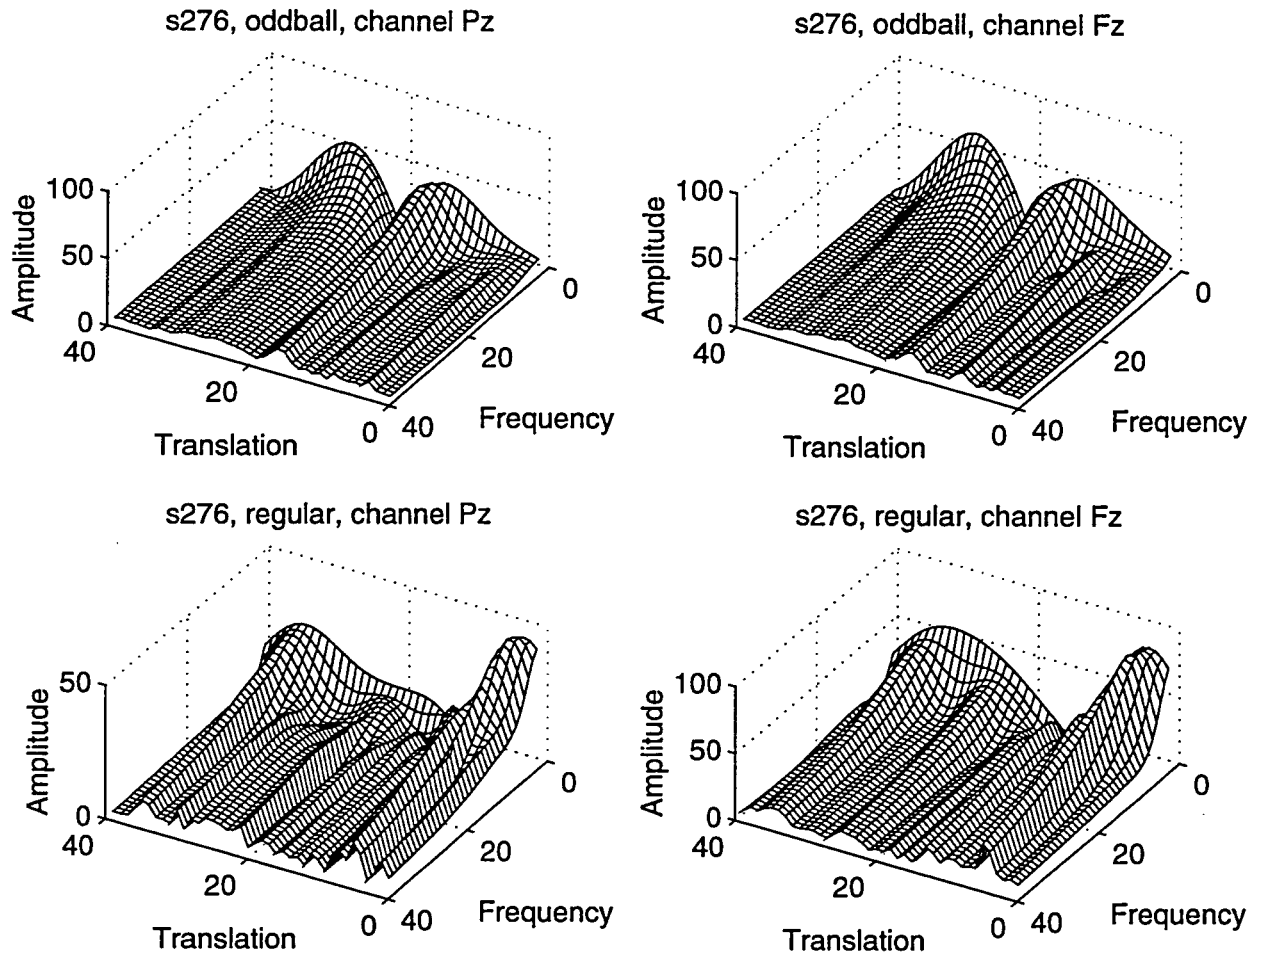 s276, oddball, channel Pz
100
50
0
Amplitude
40
20
0
Translation
40
20
0
Frequency
s276, oddball, channel Fz
100
50
0
Amplitude
40
20
0
Translation
40
20
0
Frequency
s276, regular, channel Pz
50
0
Amplitude
40
20
0
Translation
40
20
0
Frequency
s276, regular, channel Fz
100
50
0
Amplitude
40
20
0
Translation
40
20
0
Frequency